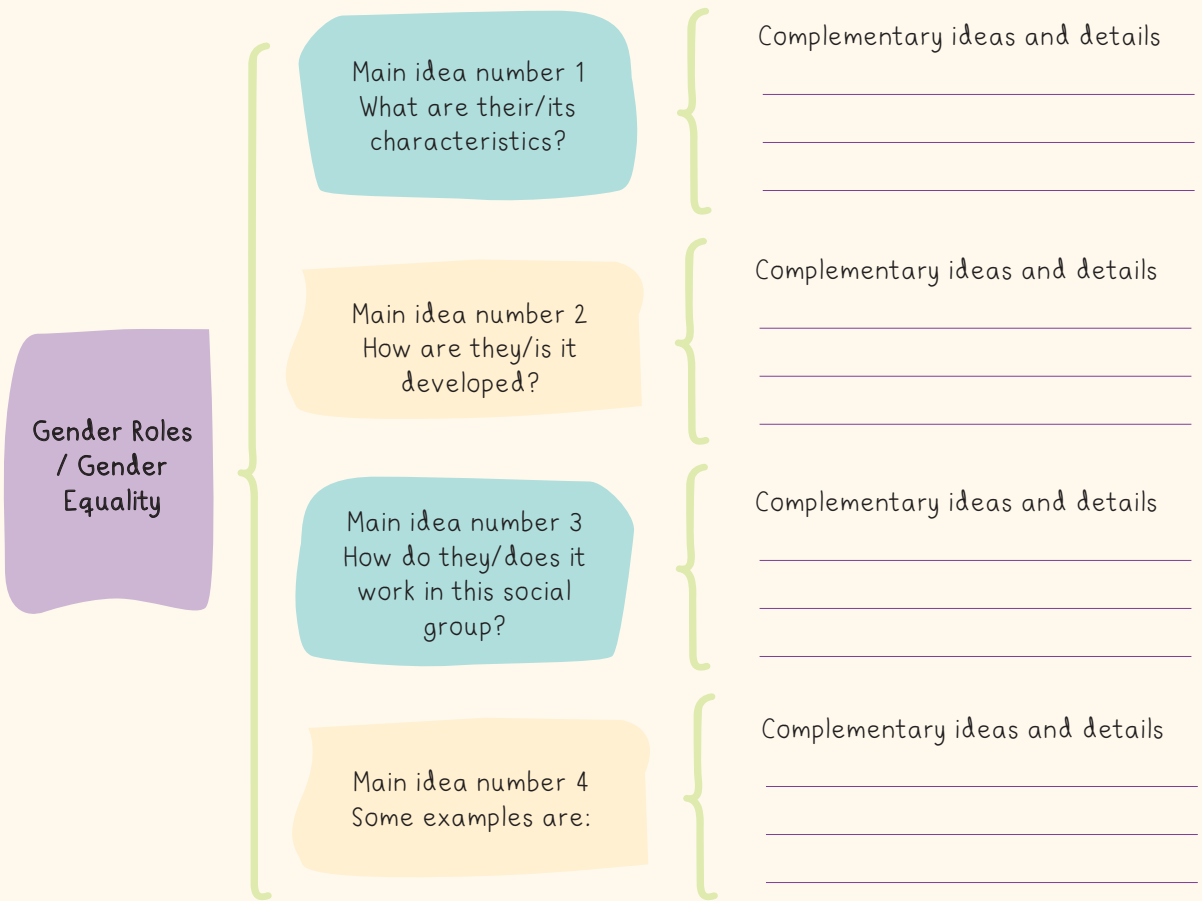 Gender Roles
/ Gender
Equality
Main idea number 1
What are their/its
characteristics?
Complementary ideas and details
Main idea number 2
How are they/is it
developed?
Complementary ideas and details
Main idea number 3
How do they/does it
work in this social
group?
Complementary ideas and details
Main idea number 4
Some examples are:
Complementary ideas and details